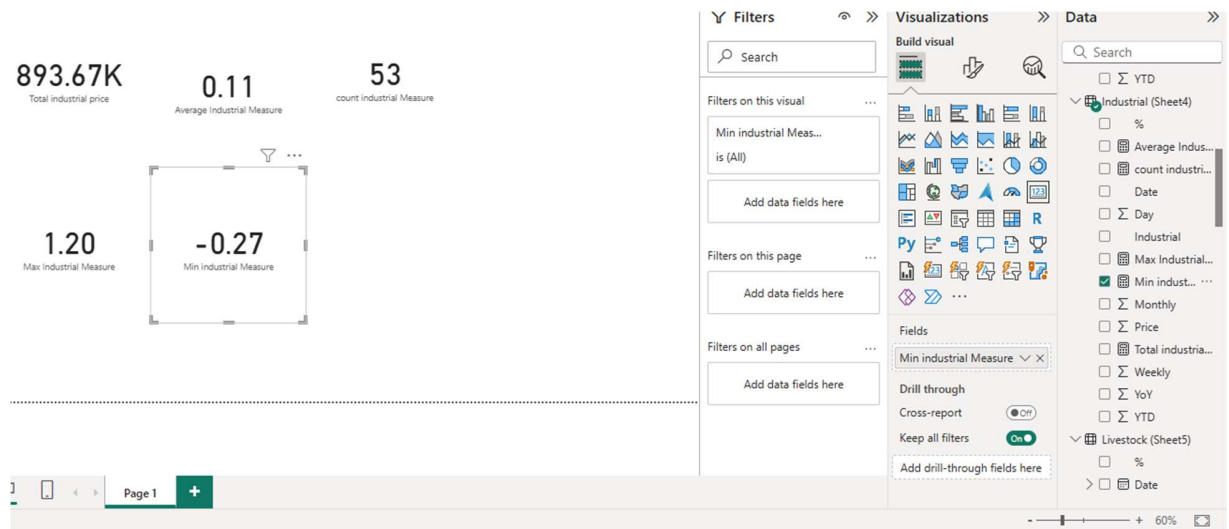 893.67K
Total industrial price
0.11
Average Industrial Measure
53
count industrial Measure
1.20
Max Industrial Measure
-0.27
Min industrial Measure
Page 1
Filters
Search
Filters on this visual
Min industrial Meas...
is (All)
Add data fields here
Filters on this page
Add data fields here
Filters on all pages
Add data fields here
Visualizations
Build visual
123
R
Py
Fields
Min industrial Measure
Drill through
Cross-report
Off
Keep all filters
On
Add drill-through fields here
Data
Search
YTD
Industrial (Sheet4)
%
Average Indus...
count industri...
Date
Day
Industrial
Max Industrial...
Min indust...
Monthly
Price
Total industria...
Weekly
YoY
YTD
Livestock (Sheet5)
%
Date
60%